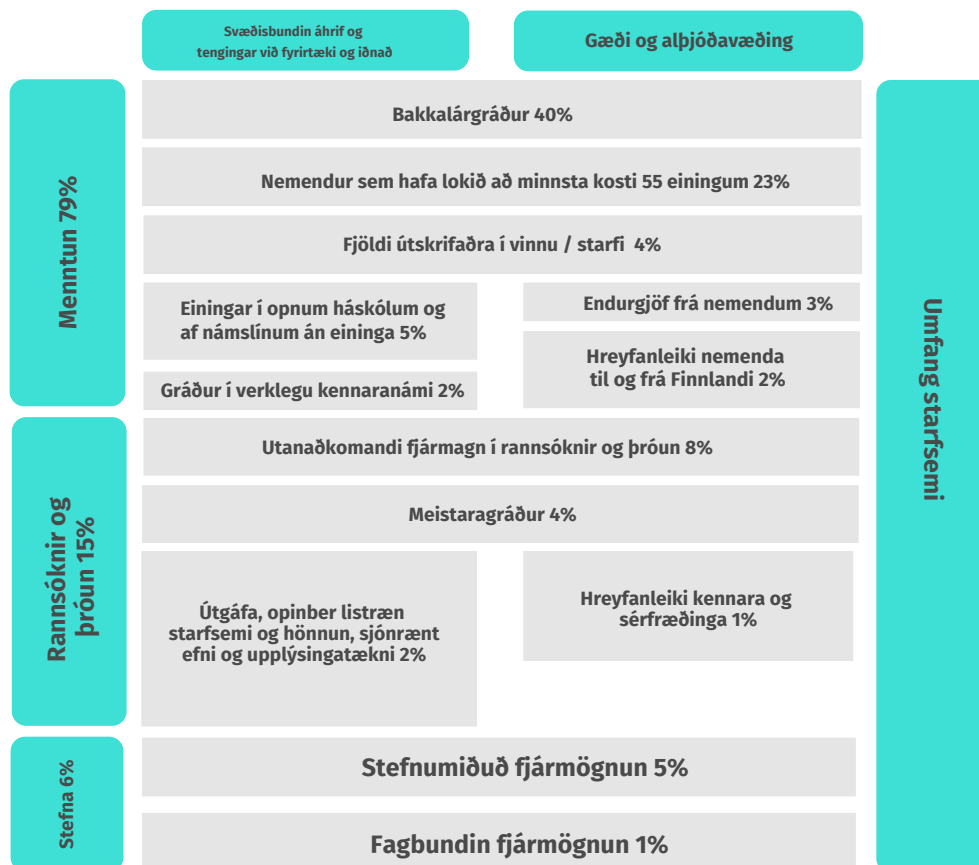 Svæðisbundin áhrif og
tengingar við fyrirtæki og iðnað
Gæði og alþjóðavæðing
Menntun 79%
Bakkalárgráður 40%
Nemendur sem hafa lokið að minnsta kosti 55 einingum 23%
Fjöldi útskrifaðra í vinnu / starfi 4%
Einingar í opnum háskólum og
af námslínum án eininga 5%
Gráður í verklegu kennaranámi 2%
Endurgjöf frá nemendum 3%
Hreyfanleiki nemenda
til og frá Finnlandi 2%
Rannsóknir og
þróun 15%
Utanaðkomandi fjármagn í rannsóknir og þróun 8%
Meistaragráður 4%
Útgáfa, opinber listræn
starfsemi og hönnun, sjónrænt
efni og upplýsingatækni 2%
Hreyfanleiki kennara og
sérfræðinga 1%
Stefna 6%
Stefnumiðuð fjármögnun 5%
Fagbundin fjármögnun 1%
Umfang starfsemi